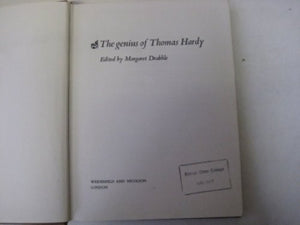 The genius of Thomas Hardy
Edited by Margaret Drabble
WEIDENFELD AND NICOLSON
LONDON